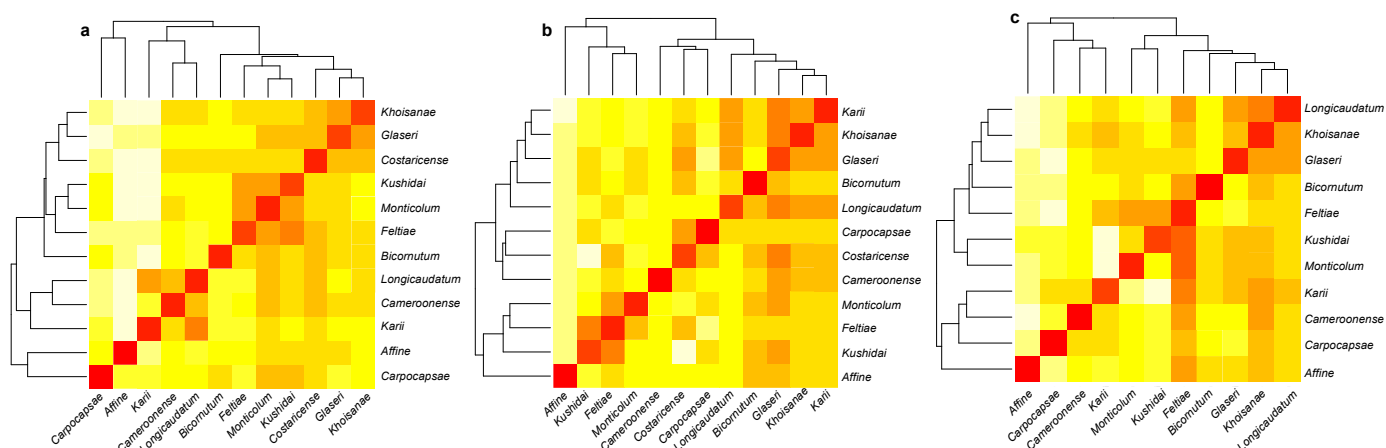 a
Khoisanae
Glaseri
Costaricense
Kushidai
Monticolum
Feltiae
Bicornutum
Longicaudatum
Cameroonense
Karii
Affine
Carpocapsae
Carpocapsae
Affine
Karii
Cameroonense
Longicaudatum
Bicornutum
Feltiae
Monticolum
Kushidai
Costaricense
Glaseri
Khoisanae
b
Karii
Khoisanae
Glaseri
Bicornutum
Longicaudatum
Carpocapsae
Costaricense
Cameroonense
Monticolum
Feltiae
Kushidai
Affine
Affine
Kushidai
Feltiae
Monticolum
Cameroonense
Costaricense
Carpocapsae
Longicaudatum
Bicornutum
Glaseri
Khoisanae
Karii
c
Longicaudatum
Khoisanae
Glaseri
Bicornutum
Feltiae
Kushidai
Monticolum
Karii
Cameroonense
Carpocapsae
Affine
Affine
Carpocapsae
Cameroonense
Karii
Monticolum
Kushidai
Feltiae
Bicornutum
Glaseri
Khoisanae
Longicaudatum